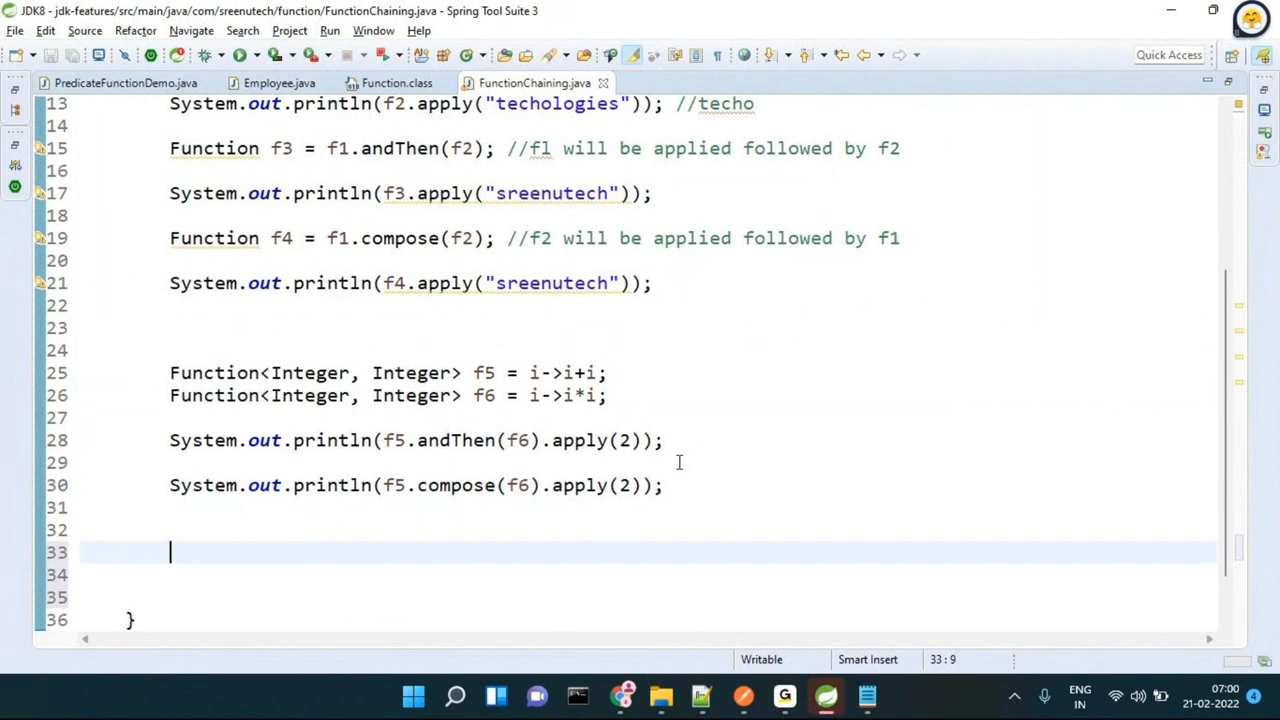 JDK8 - jdk-features/src/main/java/com/sreenutech/function/FunctionChaining.java - Spring Tool Suite 3
File Edit Source Refactor Navigate Search Project Run Window Help
Quick Access
PredicateFunctionDemo.java Employee.java Function.class FunctionChaining.java
13 System.out.println(f2.apply("techologies")); //techo
14
15 Function f3 = f1.andThen(f2); //fl will be applied followed by f2
16
17 System.out.println(f3.apply("sreenutech"));
18
19 Function f4 = f1.compose(f2); //f2 will be applied followed by f1
20
21 System.out.println(f4.apply("sreenutech"));
22
23
24
25 Function<Integer, Integer> f5 = i->i+i;
26 Function<Integer, Integer> f6 = i->i*i;
27
28 System.out.println(f5.andThen(f6).apply(2));
29
30 System.out.println(f5.compose(f6).apply(2));
31
32
33
34
35
36 }
Writable Smart Insert 33 : 9
ENG 07:00
IN 21-02-2022 4